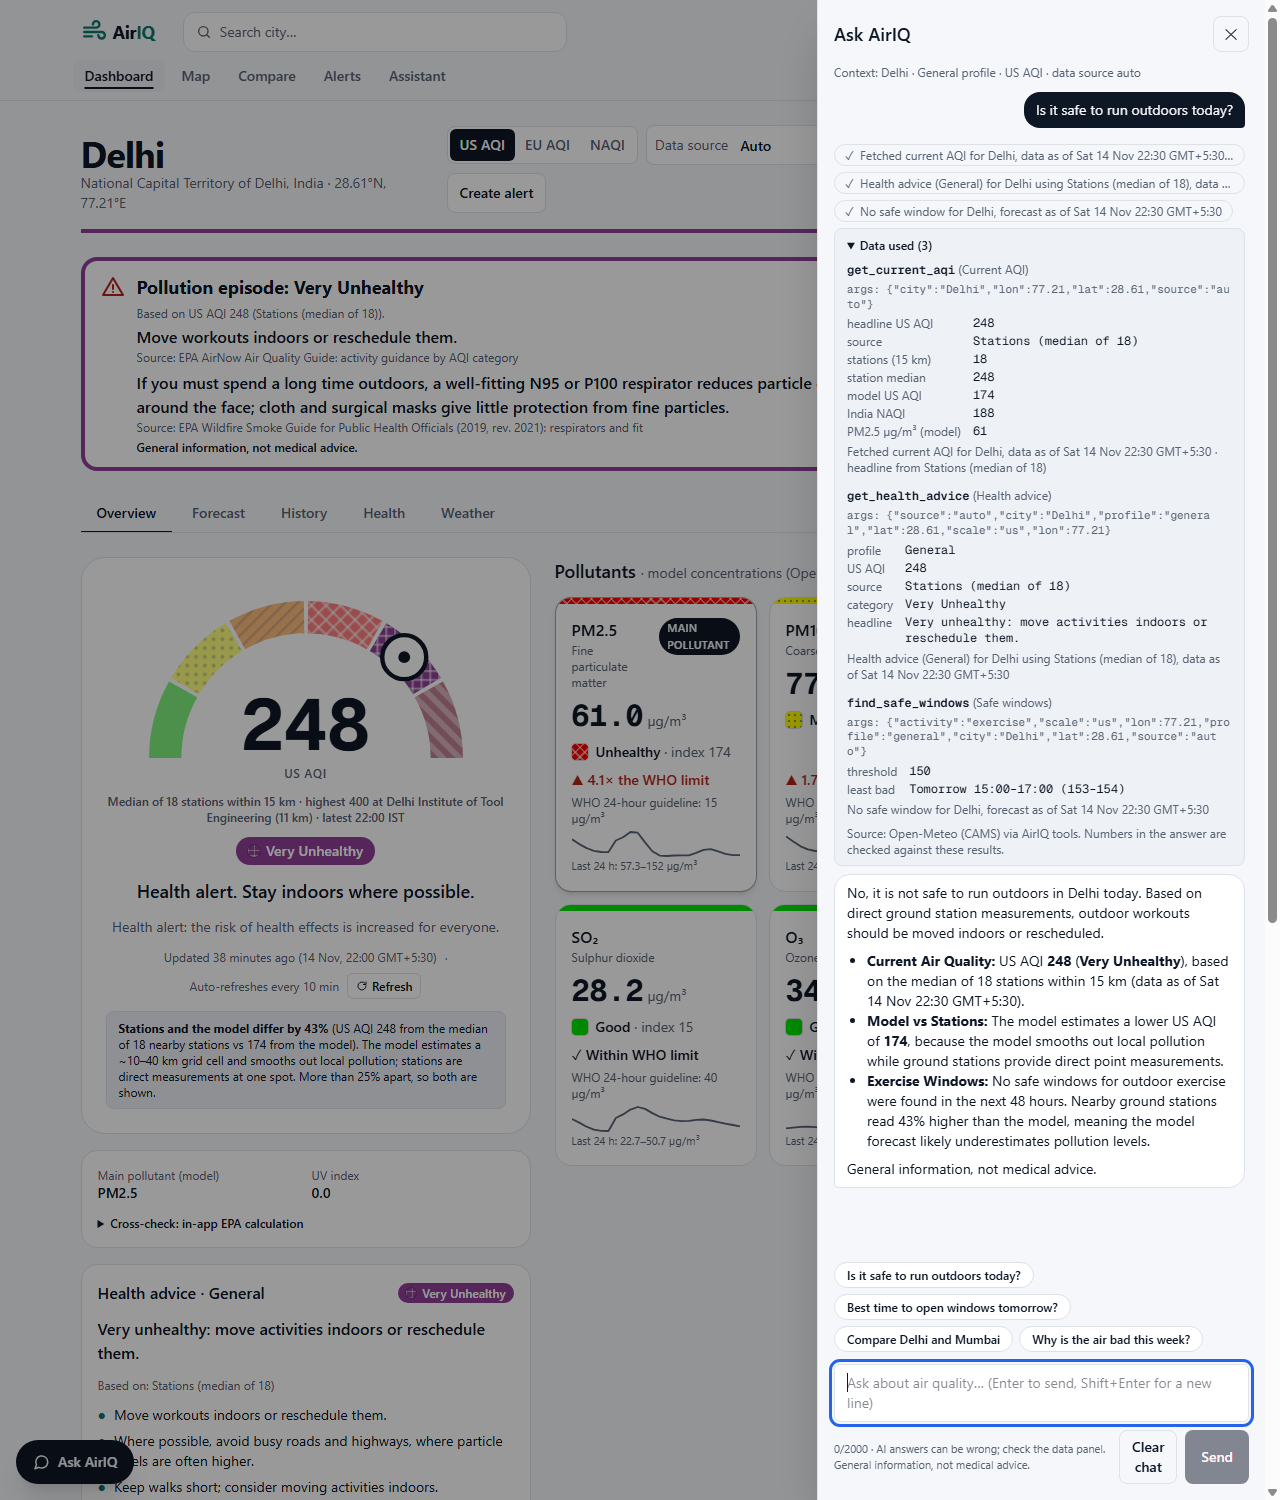 AirIQ
Search city...
Dashboard
Map
Compare
Alerts
Assistant
Delhi
National Capital Territory of Delhi, India · 28.61°N,
77.21°E
US AQI
EU AQI
NAQI
Data source Auto
Create alert
Pollution episode: Very Unhealthy
Based on US AQI 248 (Stations (median of 18)).
Move workouts indoors or reschedule them.
Source: EPA AirNow Air Quality Guide: activity guidance by AQI category
If you must spend a long time outdoors, a well-fitting N95 or P100 respirator reduces particle
around the face; cloth and surgical masks give little protection from fine particles.
Source: EPA Wildfire Smoke Guide for Public Health Officials (2019, rev. 2021): respirators and fit
General information, not medical advice.
Overview
Forecast
History
Health
Weather
248
US AQI
Median of 18 stations within 15 km · highest 400 at Delhi Institute of Tool
Engineering (11 km) · latest 22:00 IST
Very Unhealthy
Health alert. Stay indoors where possible.
Health alert: the risk of health effects is increased for everyone.
Updated 38 minutes ago (14 Nov, 22:00 GMT+5:30) ·
Auto-refreshes every 10 min
Refresh
Stations and the model differ by 43% (US AQI 248 from the median
of 18 nearby stations vs 174 from the model). The model estimates a
~10–40 km grid cell and smooths out local pollution; stations are
direct measurements at one spot. More than 25% apart, so both are
shown.
Main pollutant (model)
PM2.5
UV index
0.0
Cross-check: in-app EPA calculation
Health advice · General
Very Unhealthy
Very unhealthy: move activities indoors or reschedule
them.
Based on: Stations (median of 18)
Move workouts indoors or reschedule them.
Where possible, avoid busy roads and highways, where particle
els are often higher.
Keep walks short; consider moving activities indoors.
Ask AirIQ
Pollutants · model concentrations (Ope
PM2.5
MAIN
POLLUTANT
Fine
particulate
matter
61.0 µg/m³
Unhealthy · index 174
▲ 4.1× the WHO limit
WHO 24-hour guideline: 15
µg/m³
Last 24 h: 57.3–152 µg/m³
PM1
Coars
77
M
▲ 1.7
WHO
µg/m³
Last 2
SO₂
Sulphur dioxide
28.2 µg/m³
Good · index 15
✓ Within WHO limit
WHO 24-hour guideline: 40
µg/m³
Last 24 h: 22.7–50.7 µg/m³
O₃
Ozone
34
G
✓ Wi
WHO
µg/m³
Last 2
Ask AirIQ
Context: Delhi · General profile · US AQI · data source auto
Is it safe to run outdoors today?
✓ Fetched current AQI for Delhi, data as of Sat 14 Nov 22:30 GMT+5:30...
✓ Health advice (General) for Delhi using Stations (median of 18), data ...
✓ No safe window for Delhi, forecast as of Sat 14 Nov 22:30 GMT+5:30
▼ Data used (3)
get_current_aqi (Current AQI)
args: {"city":"Delhi","lon":77.21,"lat":28.61,"source":"au
to"}
headline US AQI 248
source Stations (median of 18)
stations (15 km) 18
station median 248
model US AQI 174
India NAQI 188
PM2.5 µg/m³ (model) 61
Fetched current AQI for Delhi, data as of Sat 14 Nov 22:30 GMT+5:30 ·
headline from Stations (median of 18)
get_health_advice (Health advice)
args: {"source":"auto","city":"Delhi","profile":"genera
l","lat":28.61,"scale":"us","lon":77.21}
profile General
US AQI 248
source Stations (median of 18)
category Very Unhealthy
headline Very unhealthy: move activities indoors or
reschedule them.
Health advice (General) for Delhi using Stations (median of 18), data as
of Sat 14 Nov 22:30 GMT+5:30
find_safe_windows (Safe windows)
args: {"activity":"exercise","scale":"us","lon":77.21,"pro
file":"general","city":"Delhi","lat":28.61,"source":"aut
o"}
threshold 150
least bad Tomorrow 15:00–17:00 (153–154)
No safe window for Delhi, forecast as of Sat 14 Nov 22:30 GMT+5:30
Source: Open-Meteo (CAMS) via AirIQ tools. Numbers in the answer are
checked against these results.
No, it is not safe to run outdoors in Delhi today. Based on
direct ground station measurements, outdoor workouts
should be moved indoors or rescheduled.
Current Air Quality: US AQI 248 (Very Unhealthy), based
on the median of 18 stations within 15 km (data as of Sat
14 Nov 22:30 GMT+5:30).
Model vs Stations: The model estimates a lower US AQI
of 174, because the model smooths out local pollution
while ground stations provide direct point measurements.
Exercise Windows: No safe windows for outdoor exercise
were found in the next 48 hours. Nearby ground stations
read 43% higher than the model, meaning the model
forecast likely underestimates pollution levels.
General information, not medical advice.
Is it safe to run outdoors today?
Best time to open windows tomorrow?
Compare Delhi and Mumbai
Why is the air bad this week?
Ask about air quality... (Enter to send, Shift+Enter for a new
line)
0/2000 · AI answers can be wrong; check the data panel.
General information, not medical advice.
Clear
chat
Send